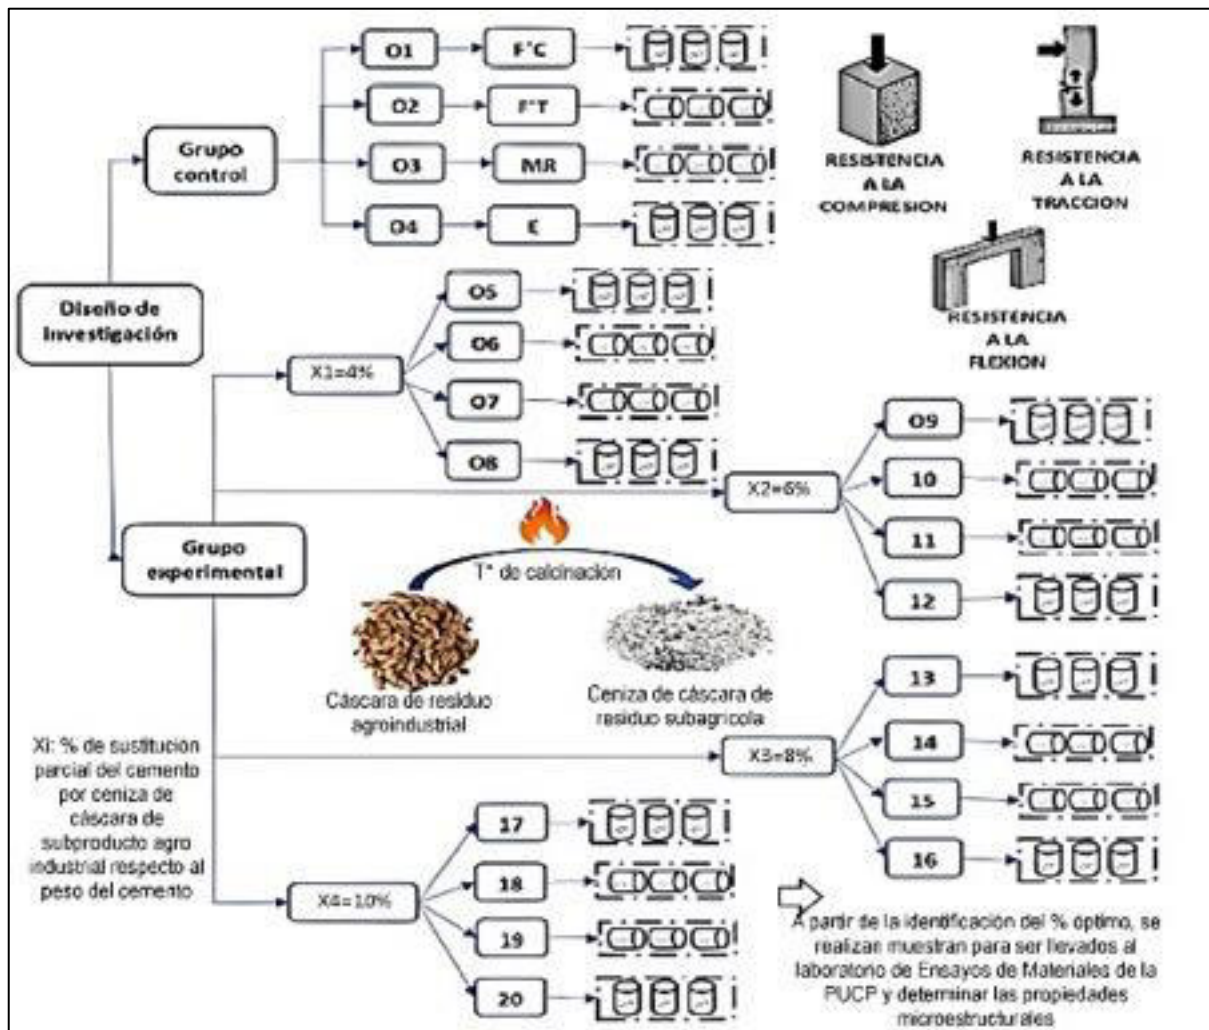 O1
F'C
O2
F'T
O3
MR
O4
E
Grupo
control
RESISTENCIA
A LA
COMPRESION
RESISTENCIA
A LA
TRACCION
RESISTENCIA
A LA
FLEXION
Diseño de
investigación
X1=4%
O5
O6
O7
O8
X2=6%
O9
10
11
12
Grupo
experimental
T° de calcinación
Cáscara de residuo
agroindustrial
Ceniza de cáscara de
residuo subagricola
X3=8%
13
14
15
16
Xi: % de sustitución
parcial del cemento
por ceniza de
cáscara de
subproducto agro
industrial respecto al
peso del cemento
X4=10%
17
18
19
20
A partir de la identificación del % optimo, se
realizan muestran para ser llevados al
laboratorio de Ensayos de Materiales de la
PUCP y determinar las propiedades
microestructurales